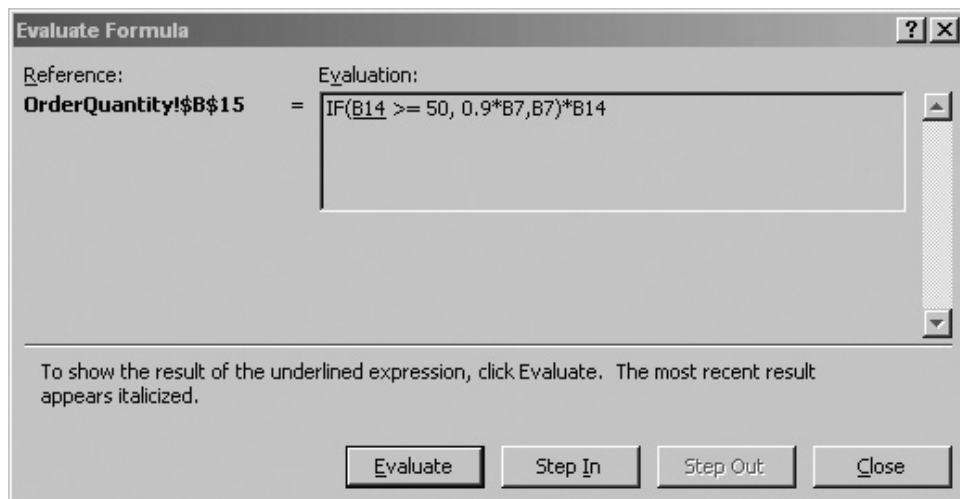 Evaluate Formula
Reference:
Evaluation:
OrderQuantity!$B$15 = IF(B14 >= 50, 0.9*B7,B7)*B14
To show the result of the underlined expression, click Evaluate. The most recent result
appears italicized.
Evaluate Step In Step Out Close